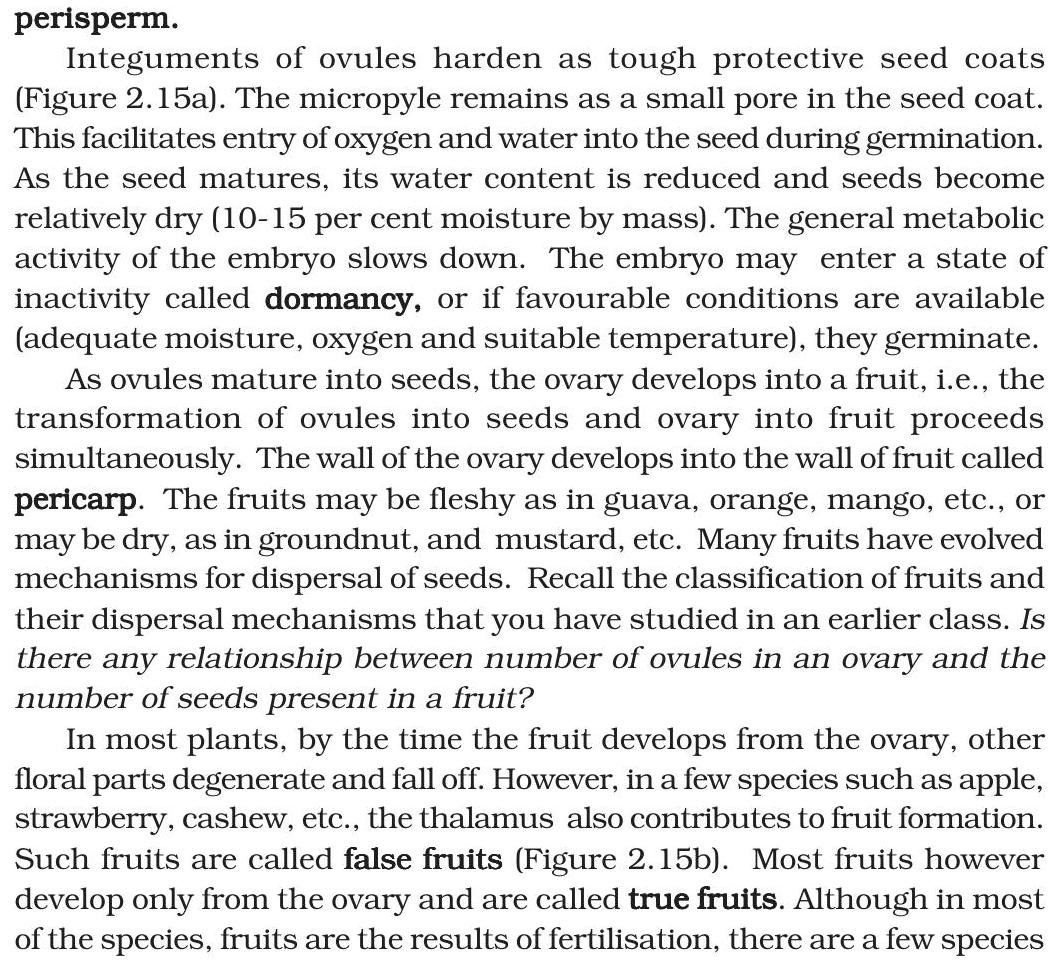 perisperm.
Integuments of ovules harden as tough protective seed coats
(Figure 2.15a). The micropyle remains as a small pore in the seed coat.
This facilitates entry of oxygen and water into the seed during germination.
As the seed matures, its water content is reduced and seeds become
relatively dry (10-15 per cent moisture by mass). The general metabolic
activity of the embryo slows down. The embryo may enter a state of
inactivity called dormancy, or if favourable conditions are available
(adequate moisture, oxygen and suitable temperature), they germinate.
As ovules mature into seeds, the ovary develops into a fruit, i.e., the
transformation of ovules into seeds and ovary into fruit proceeds
simultaneously. The wall of the ovary develops into the wall of fruit called
pericarp. The fruits may be fleshy as in guava, orange, mango, etc., or
may be dry, as in groundnut, and mustard, etc. Many fruits have evolved
mechanisms for dispersal of seeds. Recall the classification of fruits and
their dispersal mechanisms that you have studied in an earlier class. Is
there any relationship between number of ovules in an ovary and the
number of seeds present in a fruit?
In most plants, by the time the fruit develops from the ovary, other
floral parts degenerate and fall off. However, in a few species such as apple,
strawberry, cashew, etc., the thalamus also contributes to fruit formation.
Such fruits are called false fruits (Figure 2.15b). Most fruits however
develop only from the ovary and are called true fruits. Although in most
of the species, fruits are the results of fertilisation, there are a few species